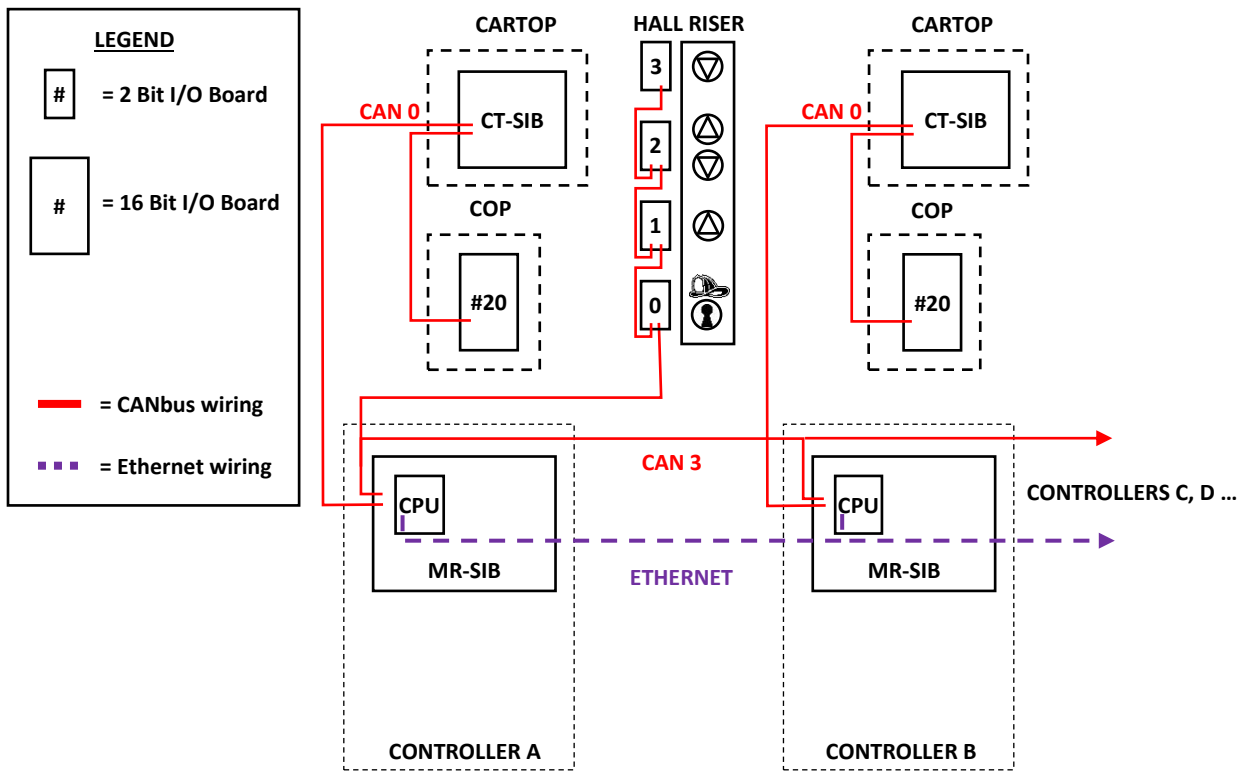 LEGEND
# = 2 Bit I/O Board
# = 16 Bit I/O Board
= CANbus wiring
= Ethernet wiring
CARTOP
CT-SIB
CAN 0
COP
#20
HALL RISER
3
2
1
0
CARTOP
CT-SIB
CAN 0
COP
#20
CAN 3
CPU
MR-SIB
ETHERNET
CPU
MR-SIB
CONTROLLERS C, D ...
CONTROLLER A
CONTROLLER B